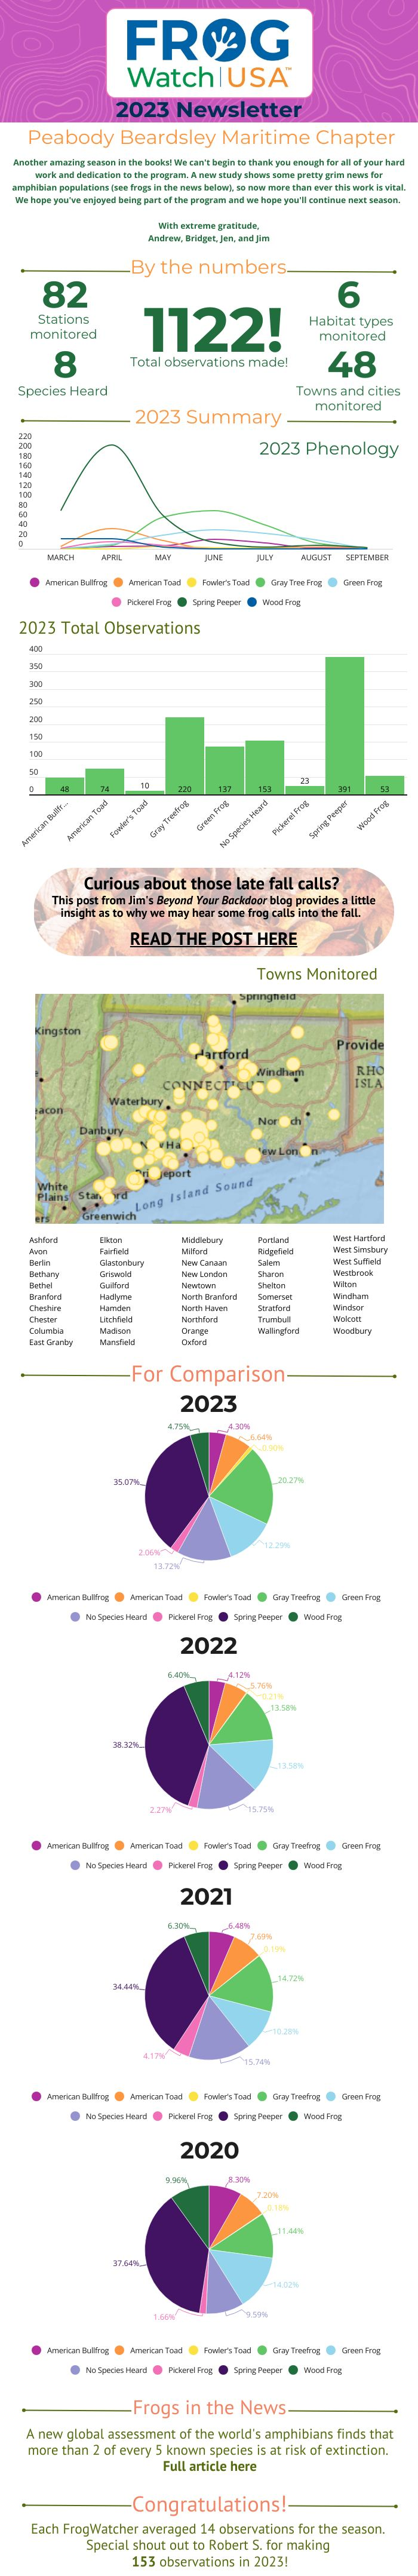 FROG
Watch USA™
2023 Newsletter
Peabody Beardsley Maritime Chapter
Another amazing season in the books! We can't begin to thank you enough for all of your hard
work and dedication to the program. A new study shows some pretty grim news for
amphibian populations (see frogs in the news below), so now more than ever this work is vital.
We hope you've enjoyed being part of the program and we hope you'll continue next season.
With extreme gratitude,
Andrew, Bridget, Jen, and Jim
By the numbers
82
Stations
monitored
8
Species Heard
1122!
Total observations made!
6
Habitat types
monitored
48
Towns and cities
monitored
2023 Summary
2023 Phenology
220
200
180
160
140
120
100
80
60
40
20
0
MARCH APRIL MAY JUNE JULY AUGUST SEPTEMBER
American Bullfrog American Toad Fowler's Toad Gray Tree Frog Green Frog
Pickerel Frog Spring Peeper Wood Frog
2023 Total Observations
400
350
300
250
200
150
100
50
0
48 74 10 220 137 153 23 391 53
American Bullfr... American Toad Fowler's Toad Gray Treefrog Green Frog No Species Heard Pickerel Frog Spring Peeper Wood Frog
Curious about those late fall calls?
This post from Jim's Beyond Your Backdoor blog provides a little
insight as to why we may hear some frog calls into the fall.
READ THE POST HERE
Towns Monitored
Springfield
Kingston
Hartford
Provide
Windham
RHO
ISLA
CONNECTICUT
Waterbury
eacon
Danbury
White
Plains
Long Island Sound
Greenwich
Ashford
Avon
Berlin
Bethany
Bethel
Branford
Cheshire
Chester
Columbia
East Granby
Elkton
Fairfield
Glastonbury
Griswold
Guilford
Hadlyme
Hamden
Litchfield
Madison
Mansfield
Middlebury
Milford
New Canaan
New London
Newtown
North Branford
North Haven
Northford
Orange
Oxford
Portland
Ridgefield
Salem
Sharon
Shelton
Somerset
Stratford
Trumbull
Wallingford
West Hartford
West Simsbury
West Suffield
Westbrook
Wilton
Windham
Windsor
Wolcott
Woodbury
For Comparison
2023
4.75% 4.30%
6.64%
0.90%
35.07% 20.27%
12.29%
2.06%
13.72%
American Bullfrog American Toad Fowler's Toad Gray Treefrog Green Frog
No Species Heard Pickerel Frog Spring Peeper Wood Frog
2022
6.40% 4.12%
5.76%
0.21%
13.58%
38.32%
13.58%
2.27% 15.75%
American Bullfrog American Toad Fowler's Toad Gray Treefrog Green Frog
No Species Heard Pickerel Frog Spring Peeper Wood Frog
2021
6.30% 6.48%
7.69%
0.19%
34.44% 14.72%
10.28%
4.17%
15.74%
American Bullfrog American Toad Fowler's Toad Gray Treefrog Green Frog
No Species Heard Pickerel Frog Spring Peeper Wood Frog
2020
9.96% 8.30%
7.20%
0.18%
11.44%
37.64%
14.02%
1.66% 9.59%
American Bullfrog American Toad Fowler's Toad Gray Treefrog Green Frog
No Species Heard Pickerel Frog Spring Peeper Wood Frog
Frogs in the News
A new global assessment of the world's amphibians finds that
more than 2 of every 5 known species is at risk of extinction.
Full article here
Congratulations!
Each FrogWatcher averaged 14 observations for the season.
Special shout out to Robert S. for making
153 observations in 2023!